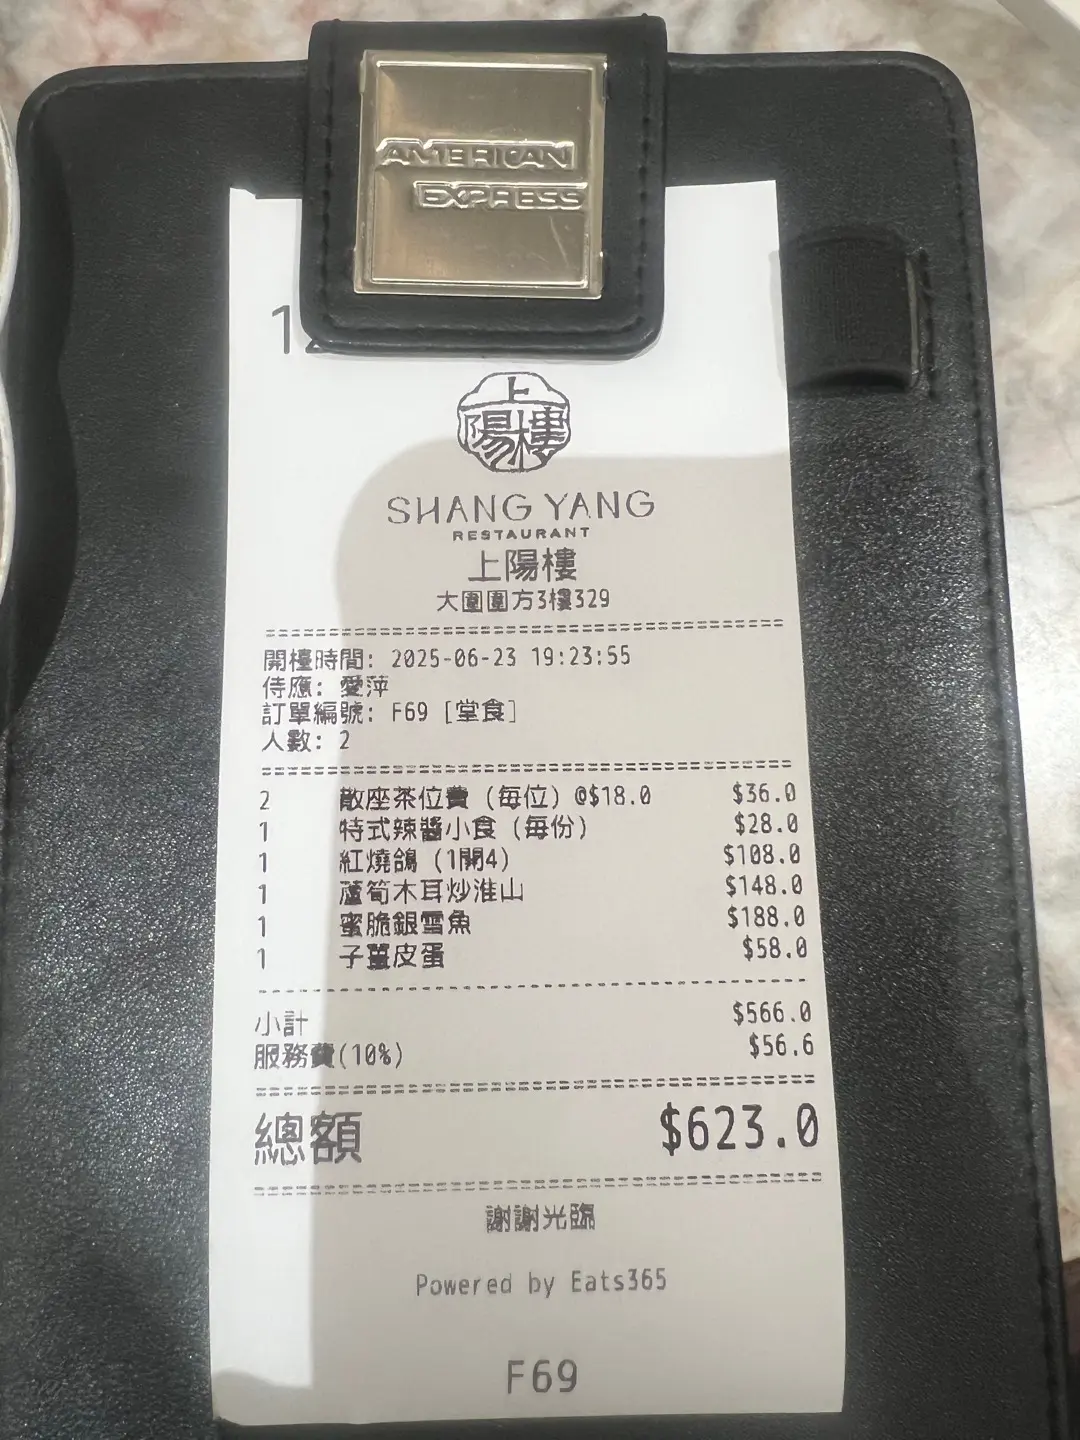 AMERICAN
EXPRESS
上
陽樓
SHANG YANG
RESTAURANT
上陽樓
大圍圍方3樓329
開檯時間: 2025-06-23 19:23:55
侍應: 愛萍
訂單編號: F69 [堂食]
人數: 2
2 散座茶位費 (每位) @$18.0 $36.0
1 特式辣醬小食 (每份) $28.0
1 紅燒鴿 (1開4) $108.0
1 蘆筍木耳炒淮山 $148.0
1 蜜脆銀雪魚 $188.0
1 子薑皮蛋 $58.0
小計 $566.0
服務費(10%) $56.6
總額 $623.0
謝謝光臨
Powered by Eats365
F69